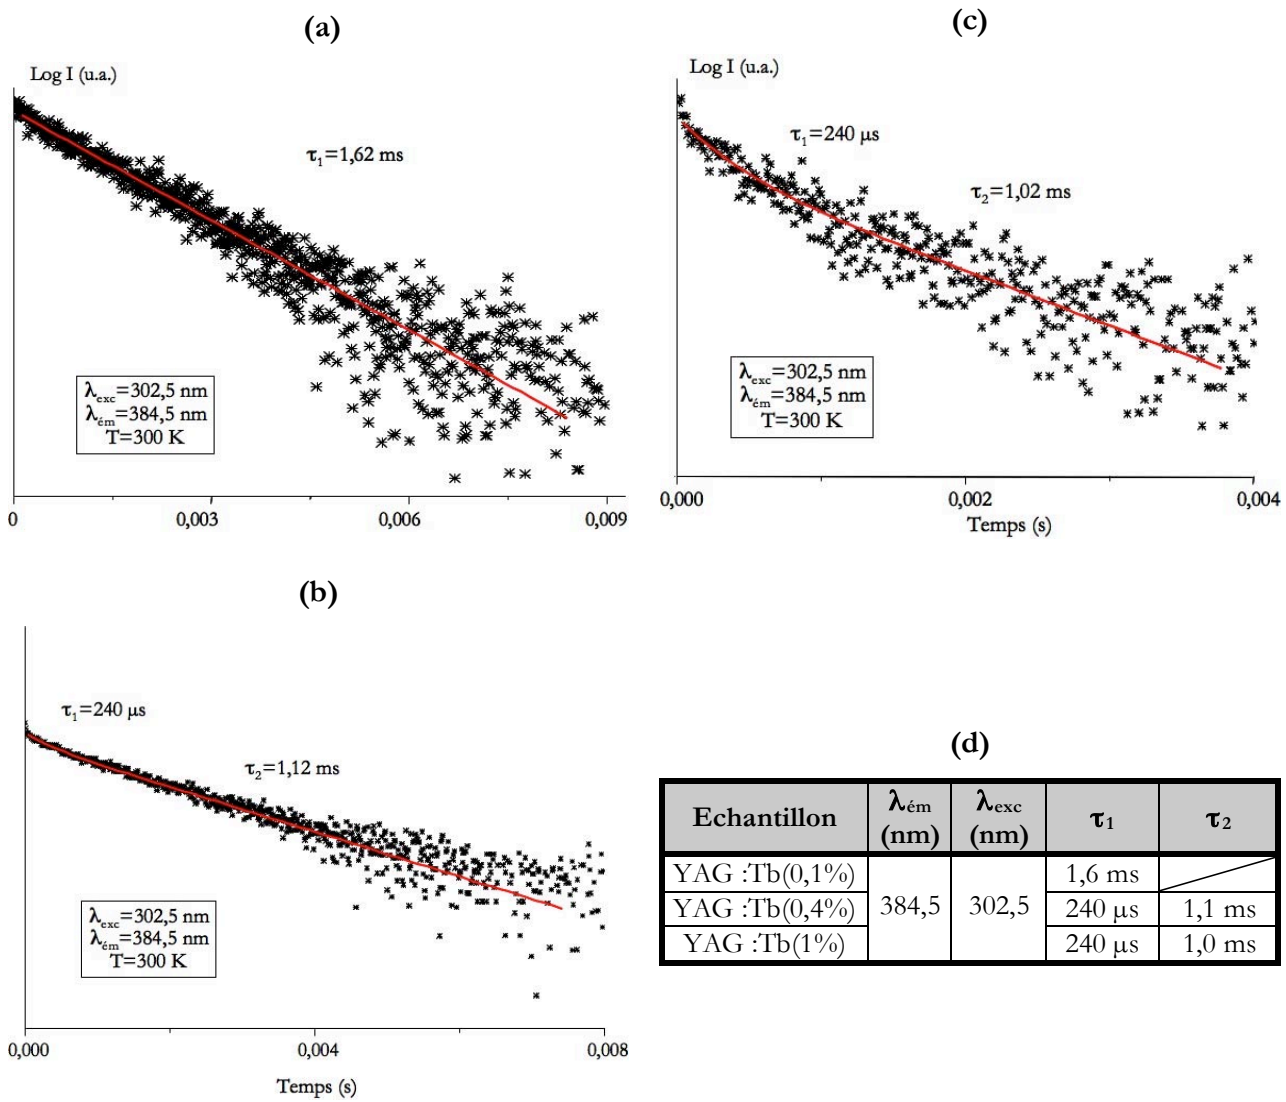 (a)
Log I (u.a.)
τ1=1,62 ms
λexc=302,5 nm
λém=384,5 nm
T=300 K
0 0,003 0,006 0,009
(c)
Log I (u.a.)
τ1=240 µs
τ2=1,02 ms
λexc=302,5 nm
λém=384,5 nm
T=300 K
0,000 0,002 0,004
Temps (s)
(b)
τ1=240 µs
τ2=1,12 ms
λexc=302,5 nm
λém=384,5 nm
T=300 K
0,000 0,004 0,008
Temps (s)
(d)
Echantillon λém (nm) λexc (nm) τ1 τ2
YAG :Tb(0,1%) 384,5 302,5 1,6 ms
YAG :Tb(0,4%) 240 µs 1,1 ms
YAG :Tb(1%) 240 µs 1,0 ms